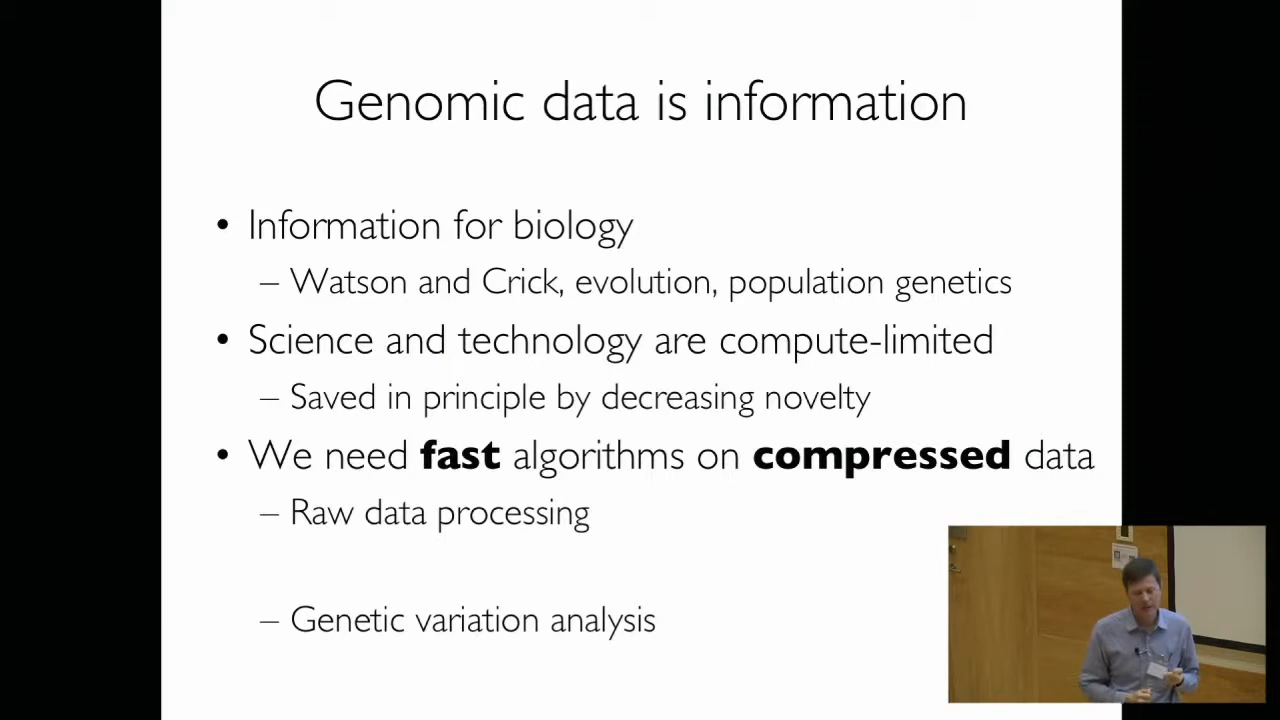 Genomic data is information
• Information for biology
– Watson and Crick, evolution, population genetics
• Science and technology are compute-limited
– Saved in principle by decreasing novelty
• We need fast algorithms on compressed data
– Raw data processing
– Genetic variation analysis